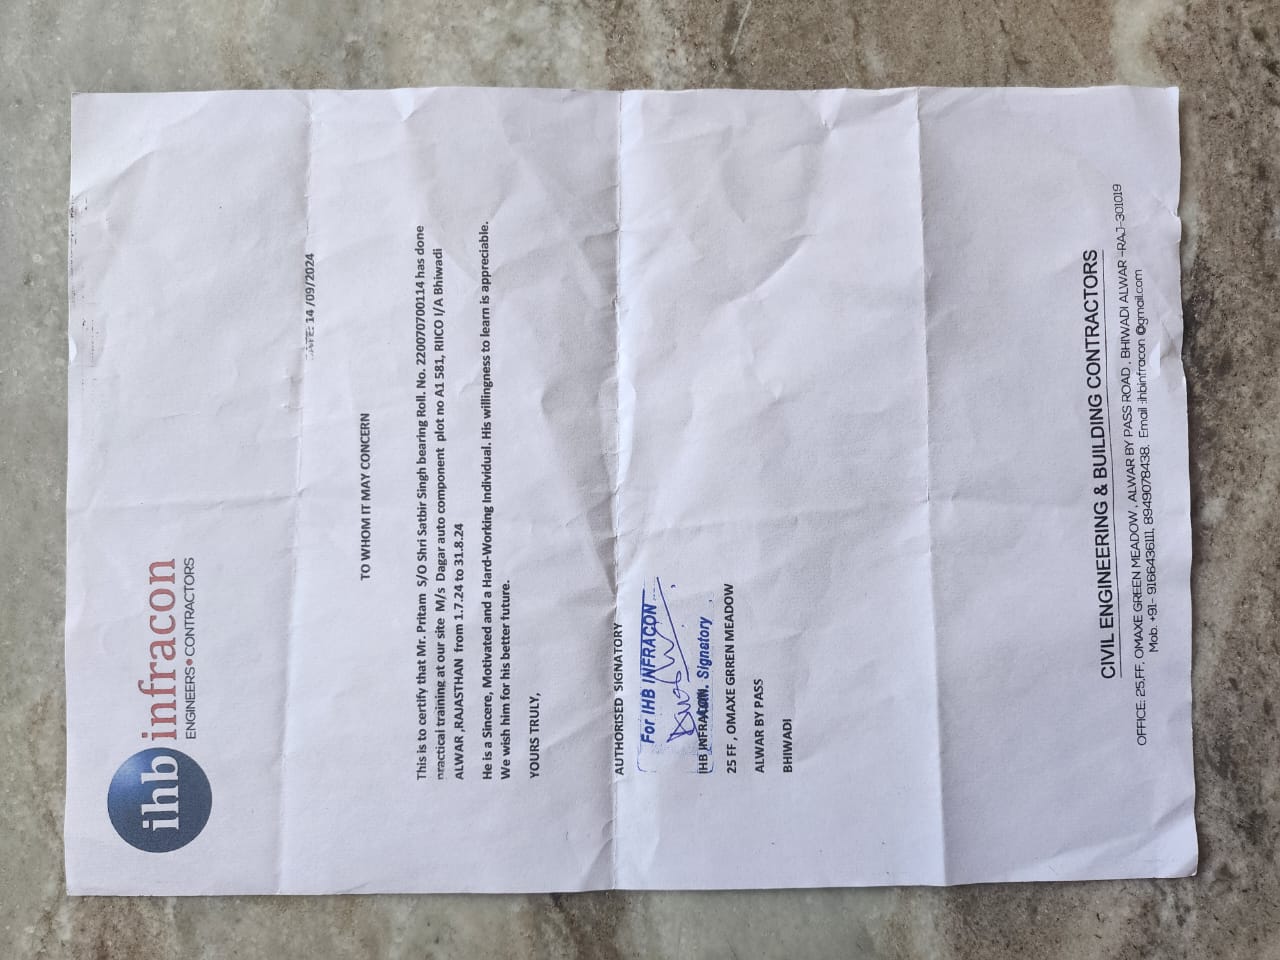 ihb infracon
ENGINEERS•CONTRACTORS
DATE: 14 /09/2024
TO WHOM IT MAY CONCERN
This is to certify that Mr. Pritam S/O Shri Satbir Singh bearing Roll. No. 220070700114 has done
practical training at our site M/s Dagar auto component plot no A1 581, RIICO I/A Bhiwadi
ALWAR ,RAJASTHAN from 1.7.24 to 31.8.24
He is a Sincere, Motivated and a Hard-Working Individual. His willingness to learn is appreciable.
We wish him for his better future.
YOURS TRULY,
AUTHORISED SIGNATORY
For IHB INFRACON
IHB INFRACON. Signatory
25 FF , OMAXE GRREN MEADOW
ALWAR BY PASS
BHIWADI
CIVIL ENGINEERING & BUILDING CONTRACTORS
OFFICE: 25,FF, OMAXE GREEN MEADOW , ALWAR BY PASS ROAD , BHIWADI ALWAR -RAJ-301019
Mob. +91- 9166436111, 8949078438. Email :ihbinfracon @gmail.com